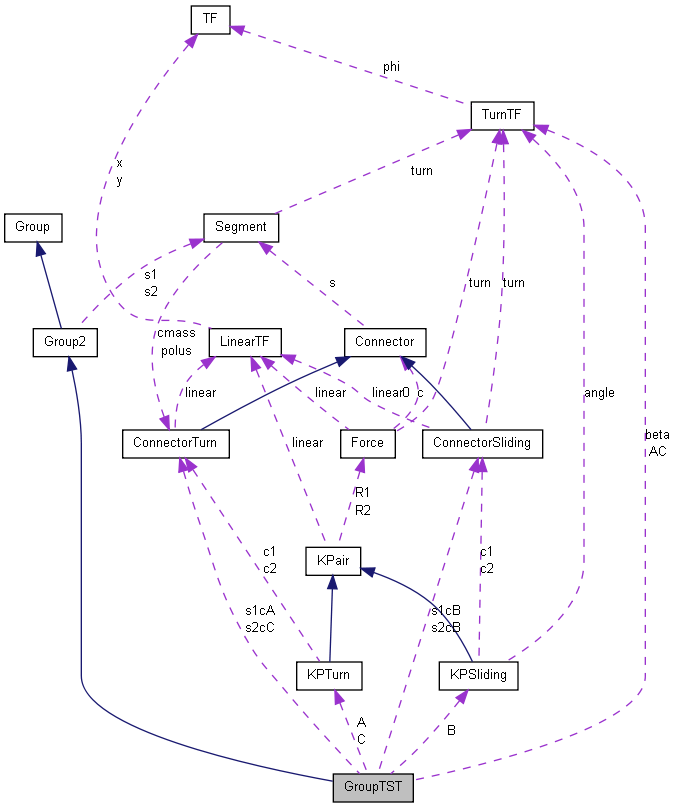 TF
phi
TurnTF
x
y
turn
Group
Segment
s1
s2
s
turn
turn
cmass
polus
Group2
LinearTF
Connector
linear
linear
linear0
c
angle
ConnectorTurn
linear
Force
ConnectorSliding
beta
AC
R1
R2
c1
c2
c1
c2
KPair
s1cA
s2cC
s1cB
s2cB
KPTurn
KPSliding
A
C
B
GroupTST